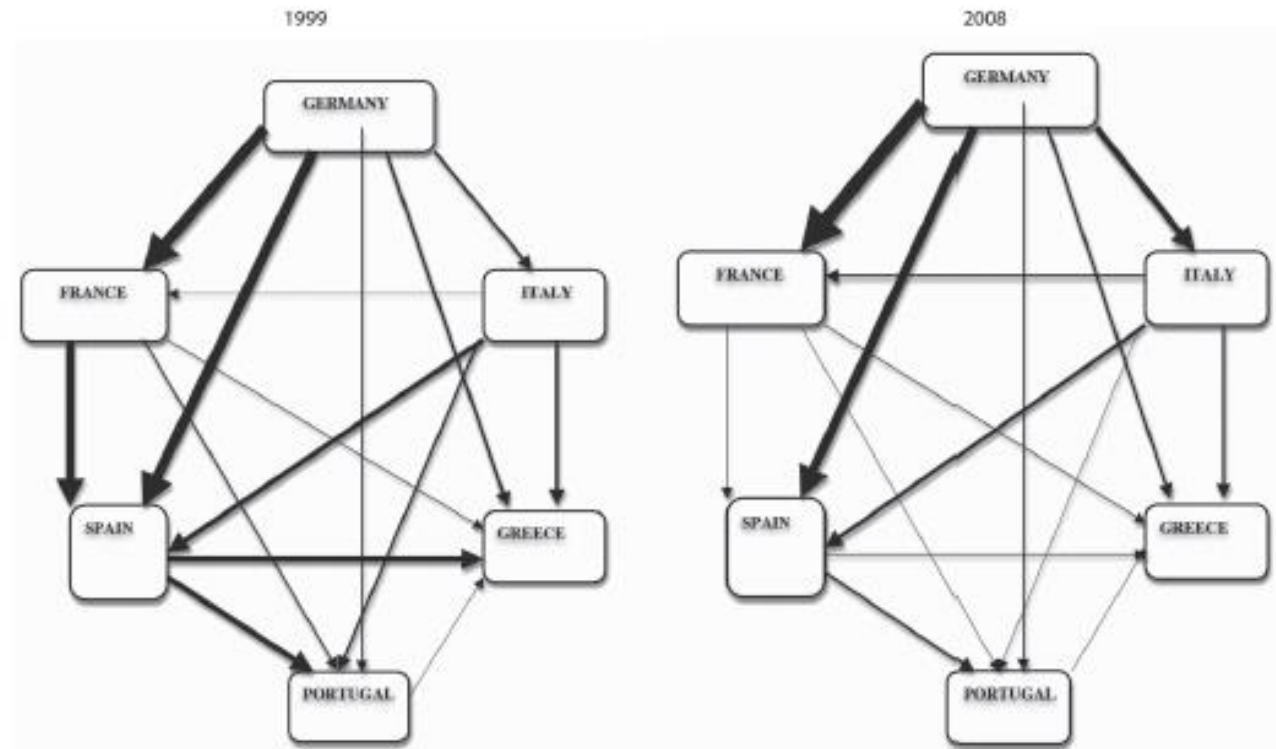 1999
GERMANY
FRANCE
ITALY
SPAIN
GREECE
PORTUGAL
2008
GERMANY
FRANCE
ITALY
SPAIN
GREECE
PORTUGAL